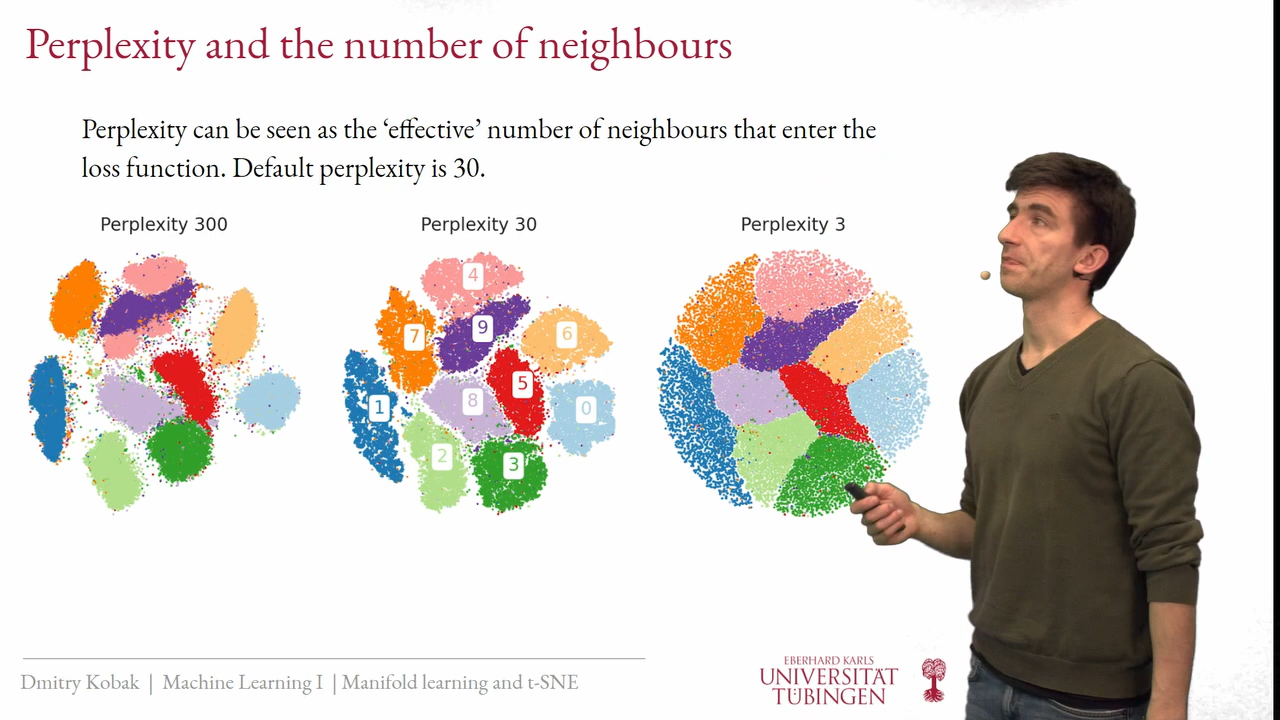 Perplexity and the number of neighbours
Perplexity can be seen as the ‘effective’ number of neighbours that enter the
loss function. Default perplexity is 30.
Perplexity 300
Perplexity 30
Perplexity 3
4
9
7
6
5
8
1
0
2
3
Dmitry Kobak | Machine Learning I | Manifold learning and t-SNE
EBERHARD KARLS
UNIVERSITÄT
TÜBINGEN